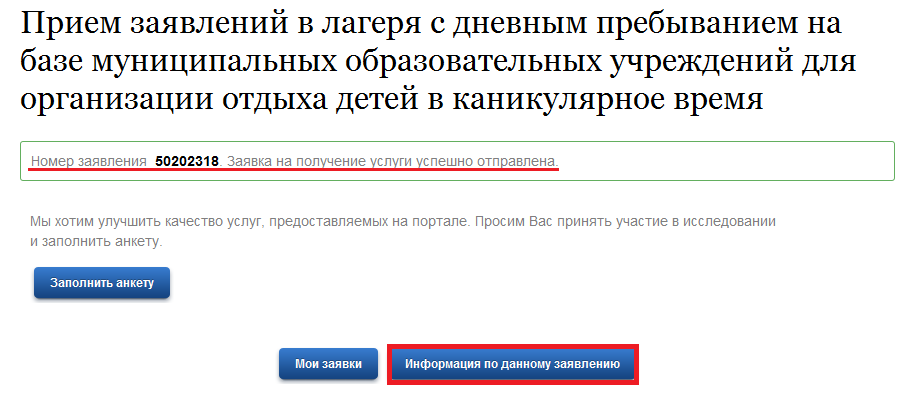 Прием заявлений в лагеря с дневным пребыванием на
базе муниципальных образовательных учреждений для
организации отдыха детей в каникулярное время
Номер заявления 50202318. Заявка на получение услуги успешно отправлена.
Мы хотим улучшить качество услуг, предоставляемых на портале. Просим Вас принять участие в исследовании
и заполнить анкету.
Заполнить анкету
Мои заявки
Информация по данному заявлению